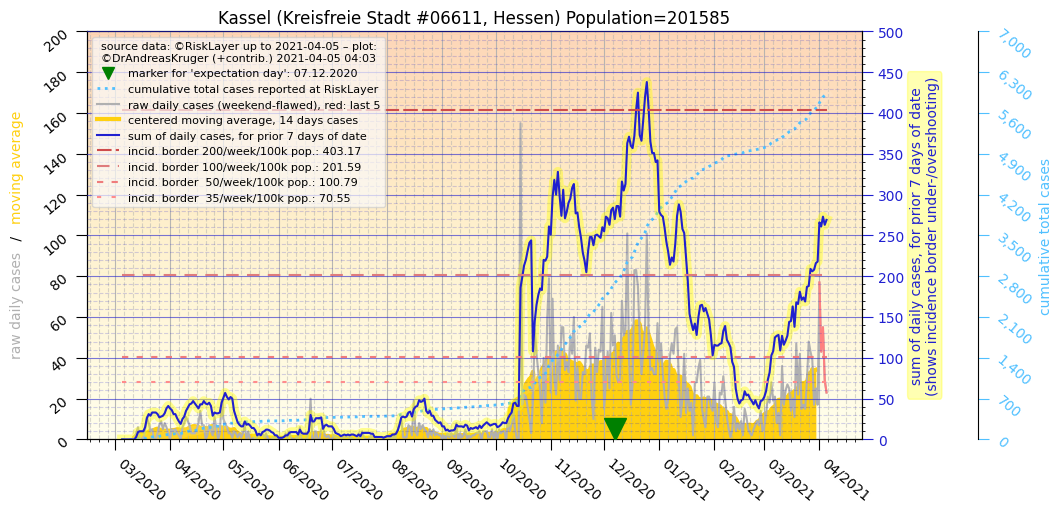 Kassel (Kreisfreie Stadt #06611, Hessen) Population=201585
source data: ©RiskLayer up to 2021-04-05 – plot:
©DrAndreasKruger (+contrib.) 2021-04-05 04:03
marker for 'expectation day': 07.12.2020
cumulative total cases reported at RiskLayer
raw daily cases (weekend-flawed), red: last 5
centered moving average, 14 days cases
sum of daily cases, for prior 7 days of date
incid. border 200/week/100k pop.: 403.17
incid. border 100/week/100k pop.: 201.59
incid. border  50/week/100k pop.: 100.79
incid. border  35/week/100k pop.: 70.55
raw daily cases / moving average
200
180
160
140
120
100
80
60
40
20
0
03/2020
04/2020
05/2020
06/2020
07/2020
08/2020
09/2020
10/2020
11/2020
12/2020
01/2021
02/2021
03/2021
04/2021
500
450
400
350
300
250
200
150
100
50
0
sum of daily cases, for prior 7 days of date
(shows incidence border under-/overshooting)
7,000
6,300
5,600
4,900
4,200
3,500
2,800
2,100
1,400
700
0
cumulative total cases